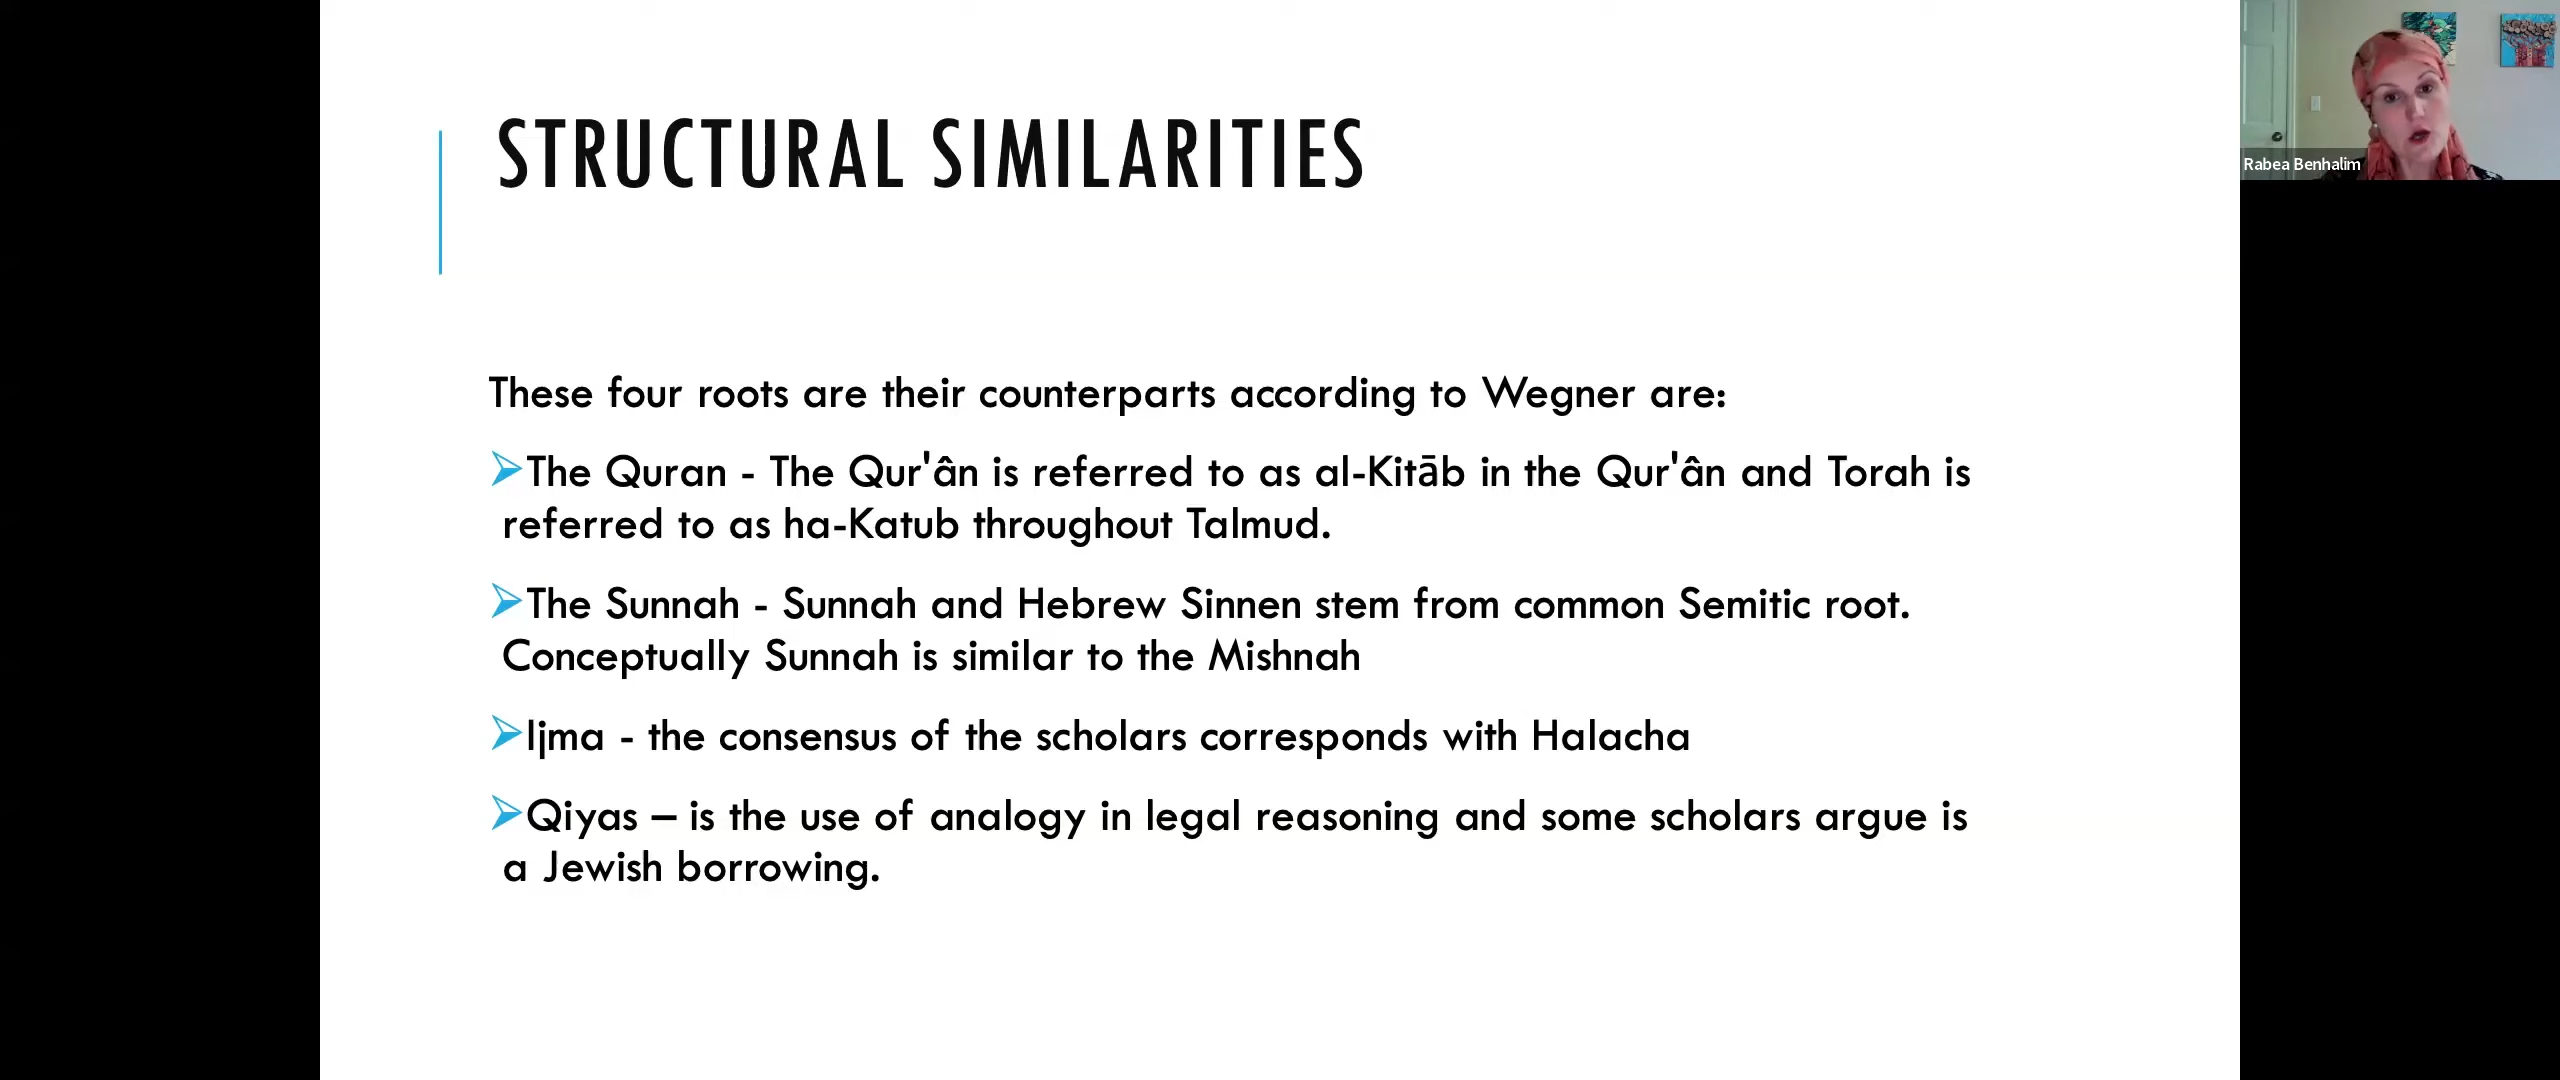 STRUCTURAL SIMILARITIES
Rabea Benhalim
These four roots are their counterparts according to Wegner are:
The Quran - The Qur'ân is referred to as al-Kitāb in the Qur'ân and Torah is
referred to as ha-Katub throughout Talmud.
The Sunnah - Sunnah and Hebrew Sinnen stem from common Semitic root.
Conceptually Sunnah is similar to the Mishnah
Ijma - the consensus of the scholars corresponds with Halacha
Qiyas – is the use of analogy in legal reasoning and some scholars argue is
a Jewish borrowing.